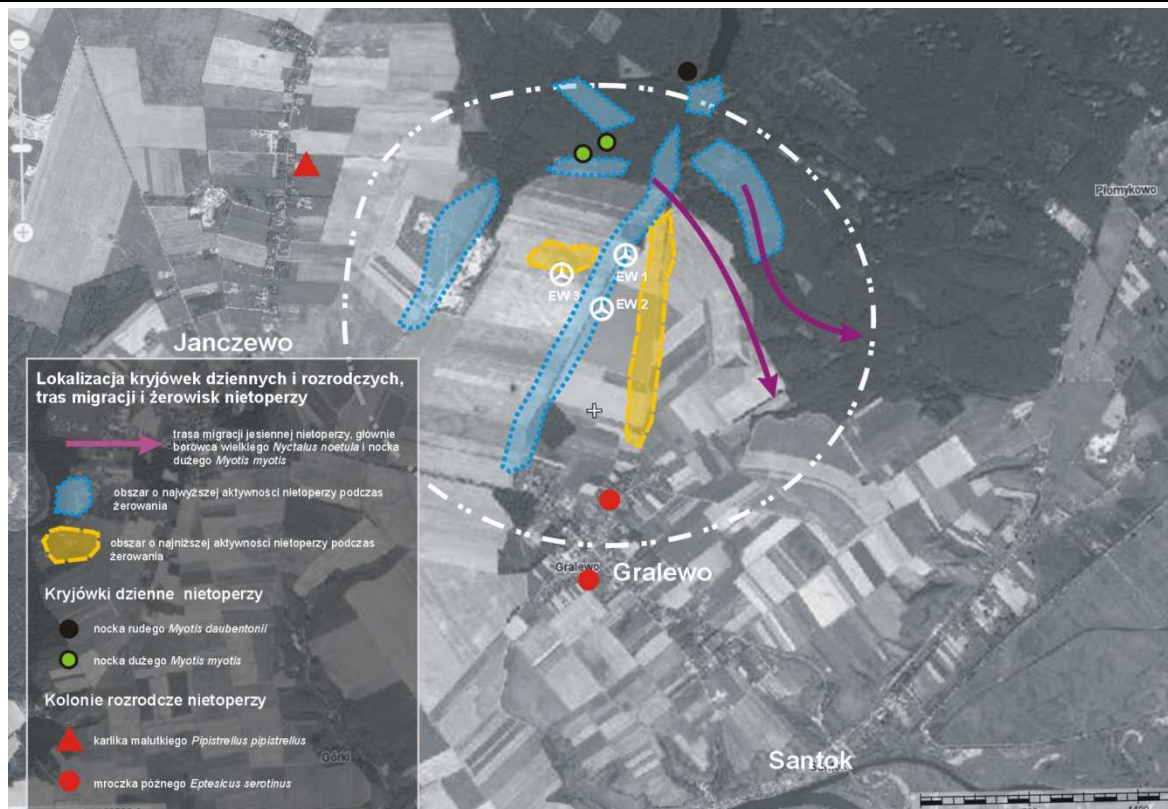 Płomykowo
EW 1
EW 3
EW 2
Janczewo
Lokalizacja kryjówek dziennych i rozrodczych,
tras migracji i żerowisk nietoperzy
trasa migracji jesiennej nietoperzy, głownie
borowca wielkiego Nyctalus noetula i nocka
dużego Myotis myotis
obszar o najwyższej aktywności nietoperzy podczas
żerowania
obszar o najniższej aktywności nietoperzy podczas
żerowania
Kryjówki dzienne nietoperzy
nocka rudego Myotis daubentonii
nocka dużego Myotis myotis
Kolonie rozrodcze nietoperzy
karlika malutkiego Pipistrellus pipistrellus
mroczka późnego Eptesicus serotinus
Gralewo
Gralewo
Górki
Santok